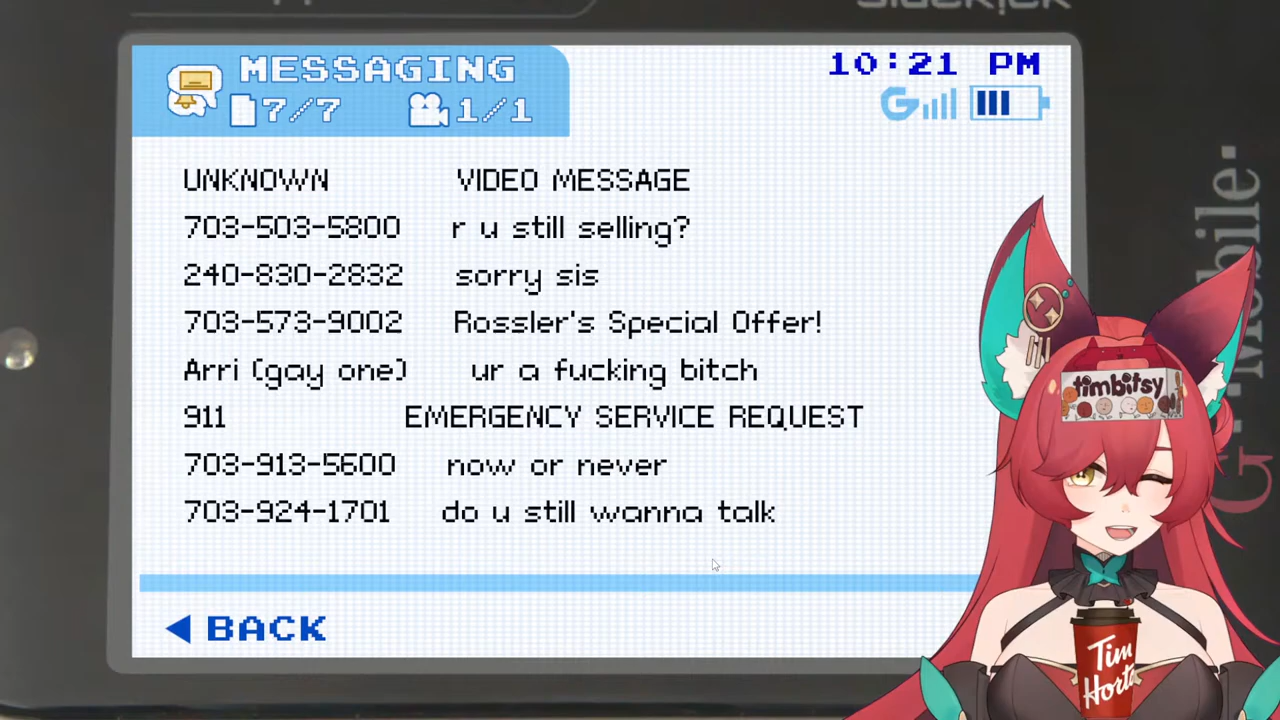 SIDEKICK
MESSAGING
10:21 PM
7/7 1/1
G
UNKNOWN VIDEO MESSAGE
703-503-5800 r u still selling?
240-830-2832 sorry sis
703-573-9002 Rossler's Special Offer!
Arri (gay one) ur a fucking bitch
911 EMERGENCY SERVICE REQUEST
703-913-5600 now or never
703-924-1701 do u still wanna talk
BACK
T Mobile
timbitsy
Tim
Horto